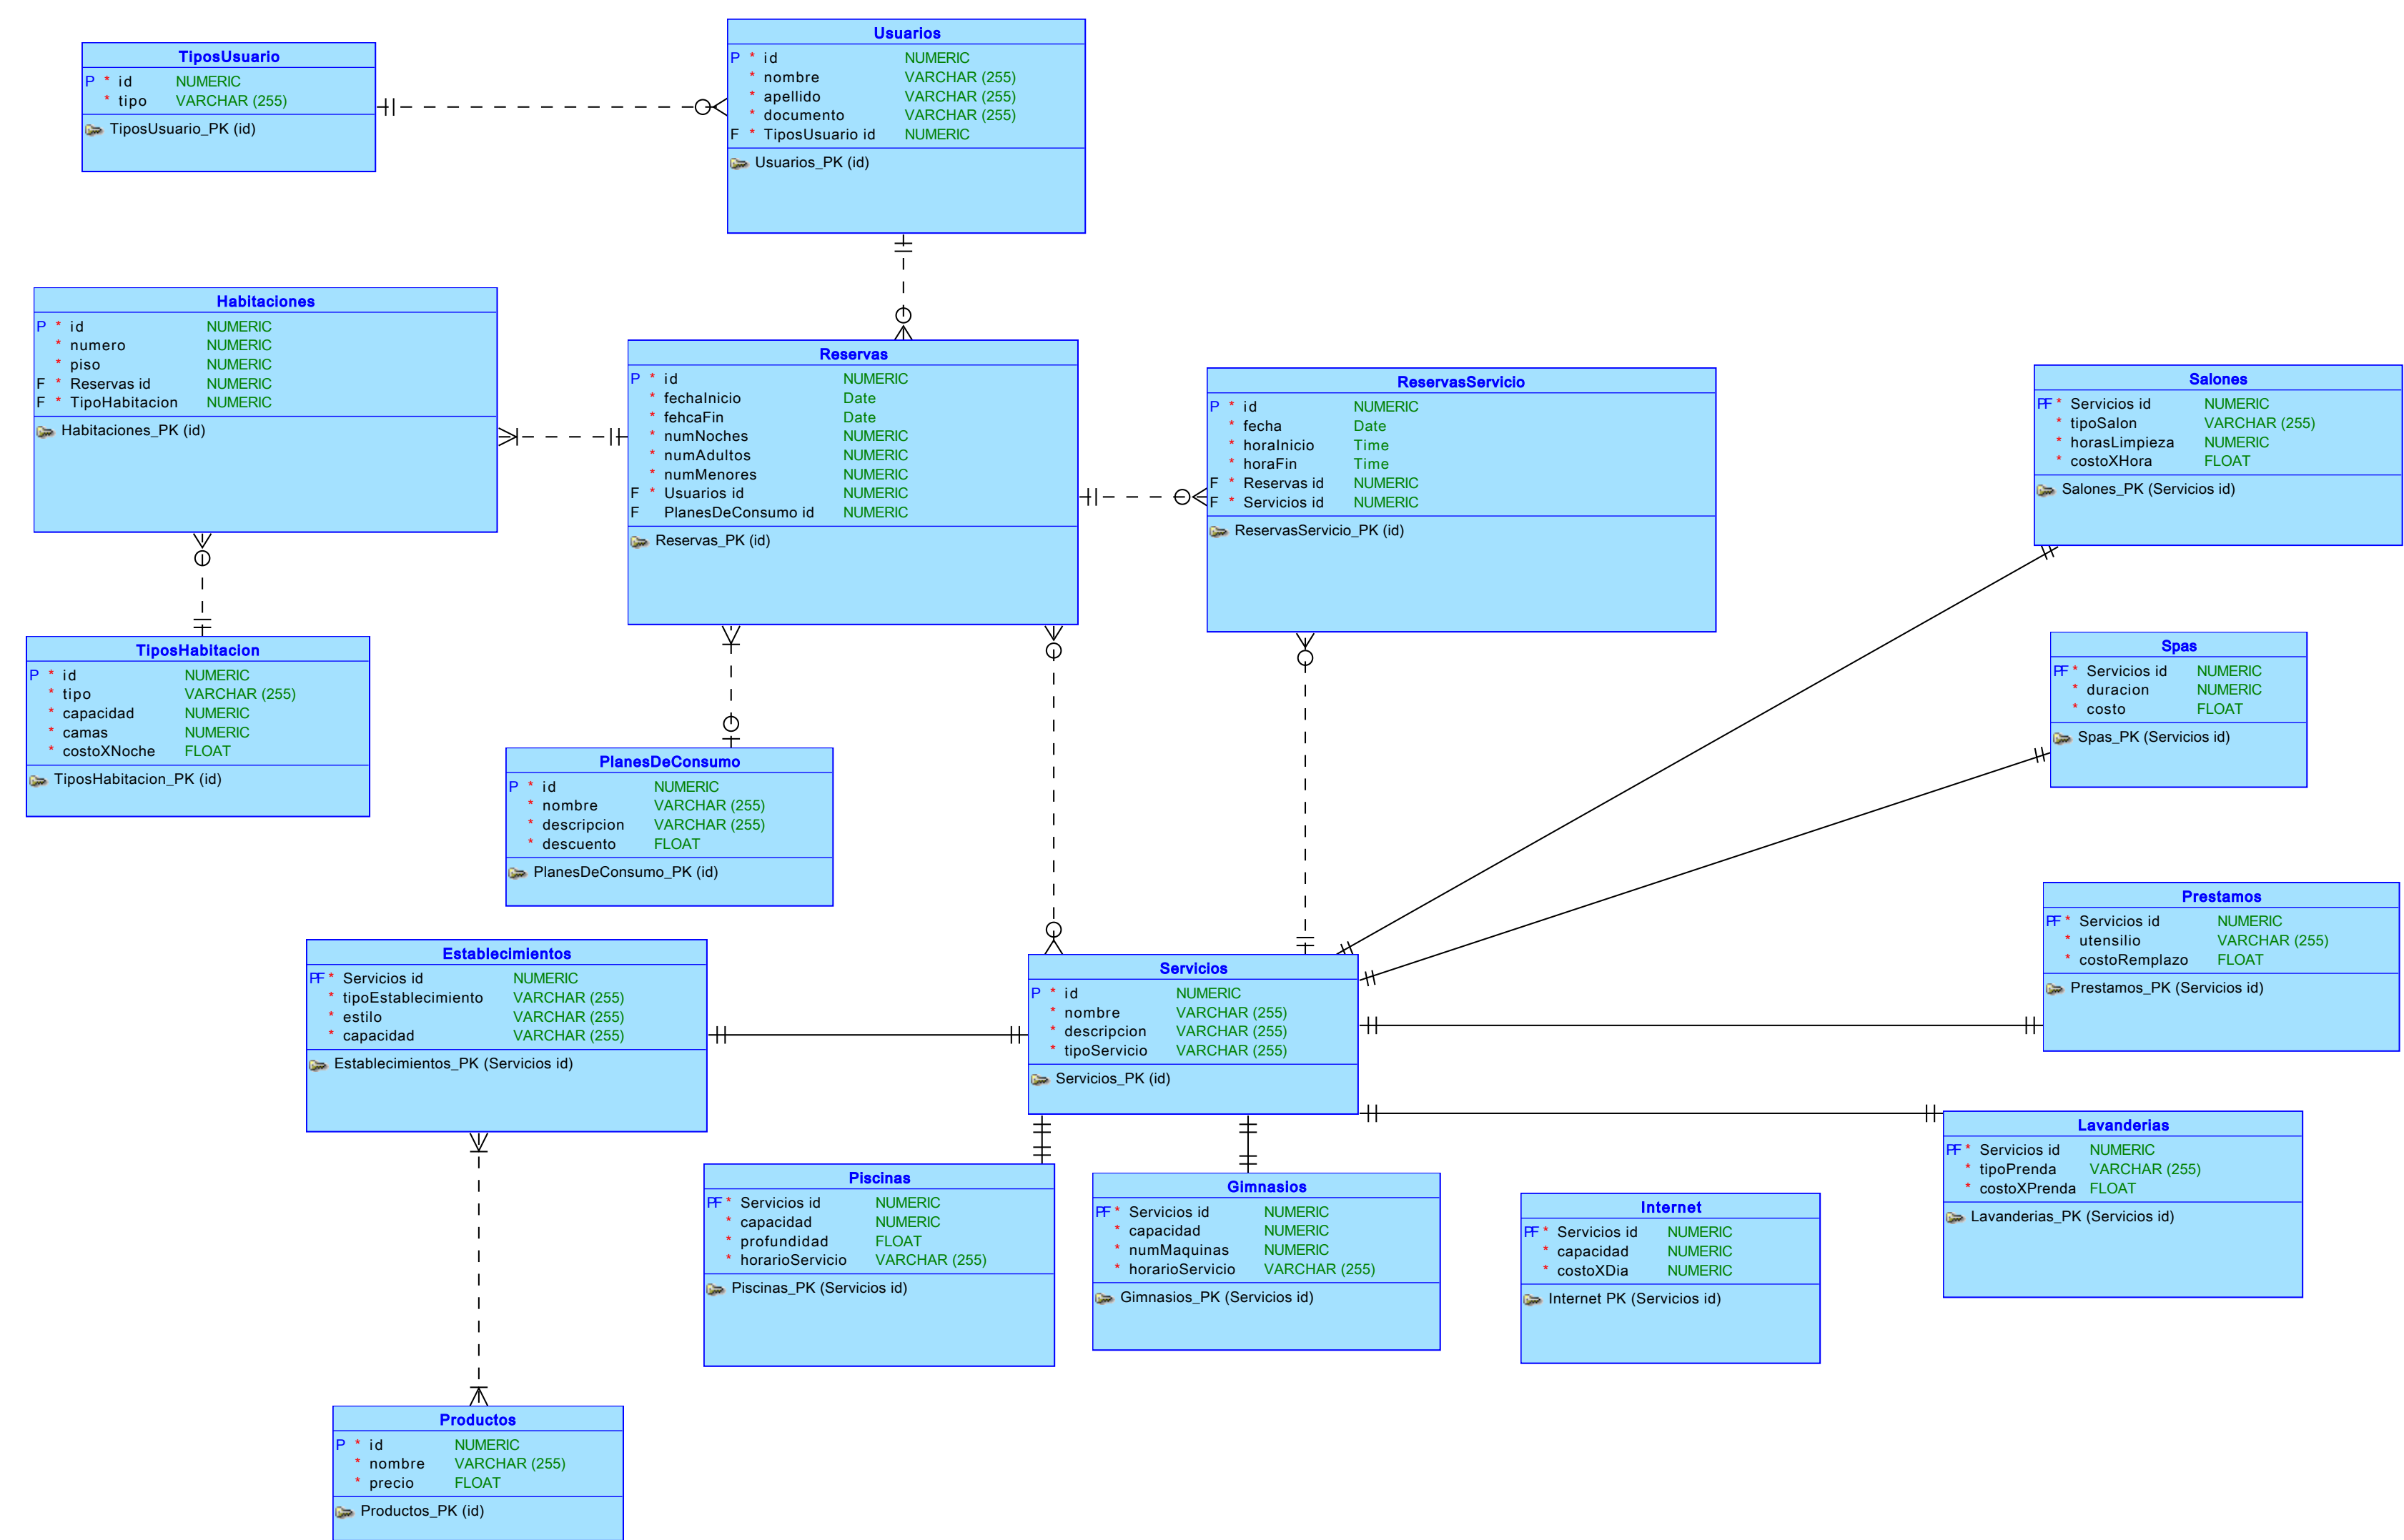 TiposUsuario
P * id NUMERIC
* tipo VARCHAR (255)
TiposUsuario_PK (id)
Usuarios
P * id NUMERIC
* nombre VARCHAR (255)
* apellido VARCHAR (255)
* documento VARCHAR (255)
F * TiposUsuario id NUMERIC
Usuarios_PK (id)
Habitaciones
P * id NUMERIC
* numero NUMERIC
* piso NUMERIC
F * Reservas id NUMERIC
F * TipoHabitacion NUMERIC
Habitaciones_PK (id)
Reservas
P * id NUMERIC
* fechaInicio Date
* fehcaFin Date
* numNoches NUMERIC
* numAdultos NUMERIC
* numMenores NUMERIC
F * Usuarios id NUMERIC
F PlanesDeConsumo id NUMERIC
Reservas_PK (id)
ReservasServicio
P * id NUMERIC
* fecha Date
* horaInicio Time
* horaFin Time
F * Reservas id NUMERIC
F * Servicios id NUMERIC
ReservasServicio_PK (id)
Salones
PF * Servicios id NUMERIC
* tipoSalon VARCHAR (255)
* horasLimpieza NUMERIC
* costoXHora FLOAT
Salones_PK (Servicios id)
TiposHabitacion
P * id NUMERIC
* tipo VARCHAR (255)
* capacidad NUMERIC
* camas NUMERIC
* costoXNoche FLOAT
TiposHabitacion_PK (id)
Spas
PF * Servicios id NUMERIC
* duracion NUMERIC
* costo FLOAT
Spas_PK (Servicios id)
PlanesDeConsumo
P * id NUMERIC
* nombre VARCHAR (255)
* descripcion VARCHAR (255)
* descuento FLOAT
PlanesDeConsumo_PK (id)
Prestamos
PF * Servicios id NUMERIC
* utensilio VARCHAR (255)
* costoRemplazo FLOAT
Prestamos_PK (Servicios id)
Establecimientos
PF * Servicios id NUMERIC
* tipoEstablecimiento VARCHAR (255)
* estilo VARCHAR (255)
* capacidad VARCHAR (255)
Establecimientos_PK (Servicios id)
Servicios
P * id NUMERIC
* nombre VARCHAR (255)
* descripcion VARCHAR (255)
* tipoServicio VARCHAR (255)
Servicios_PK (id)
Lavanderias
PF * Servicios id NUMERIC
* tipoPrenda VARCHAR (255)
* costoXPrenda FLOAT
Lavanderias_PK (Servicios id)
Piscinas
PF * Servicios id NUMERIC
* capacidad NUMERIC
* profundidad FLOAT
* horarioServicio VARCHAR (255)
Piscinas_PK (Servicios id)
Gimnasios
PF * Servicios id NUMERIC
* capacidad NUMERIC
* numMaquinas NUMERIC
* horarioServicio VARCHAR (255)
Gimnasios_PK (Servicios id)
Internet
PF * Servicios id NUMERIC
* capacidad NUMERIC
* costoXDia NUMERIC
Internet PK (Servicios id)
Productos
P * id NUMERIC
* nombre VARCHAR (255)
* precio FLOAT
Productos_PK (id)